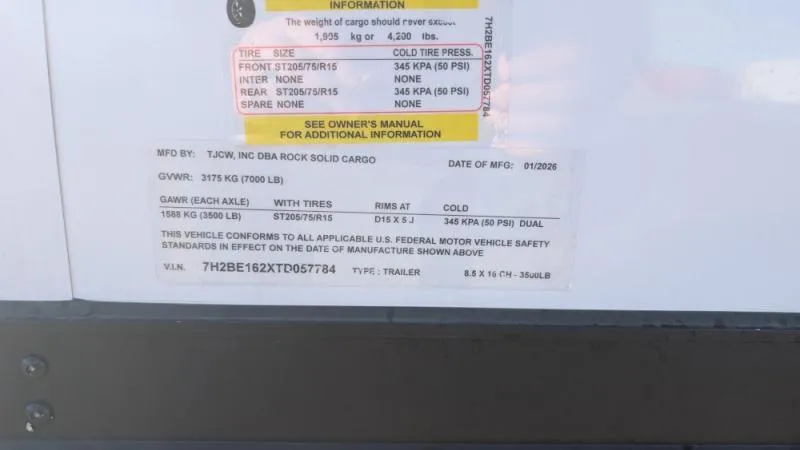 INFORMATION
The weight of cargo should never exceed
1,905 kg or 4,200 lbs.
TIRE SIZE COLD TIRE PRESS.
FRONT ST205/75/R15 345 KPA (50 PSI)
INTER NONE NONE
REAR ST205/75/R15 345 KPA (50 PSI)
SPARE NONE NONE
SEE OWNER'S MANUAL
FOR ADDITIONAL INFORMATION
7H2BE162XTD057784
MFD BY: TJCW, INC DBA ROCK SOLID CARGO DATE OF MFG: 01/2026
GVWR: 3175 KG (7000 LB)
GAWR (EACH AXLE) WITH TIRES RIMS AT COLD
1588 KG (3500 LB) ST205/75/R15 D15 X 5 J 345 KPA (50 PSI) DUAL
THIS VEHICLE CONFORMS TO ALL APPLICABLE U.S. FEDERAL MOTOR VEHICLE SAFETY
STANDARDS IN EFFECT ON THE DATE OF MANUFACTURE SHOWN ABOVE
V.I.N. 7H2BE162XTD057784 TYPE : TRAILER 8.5 X 16 CH - 3500LB